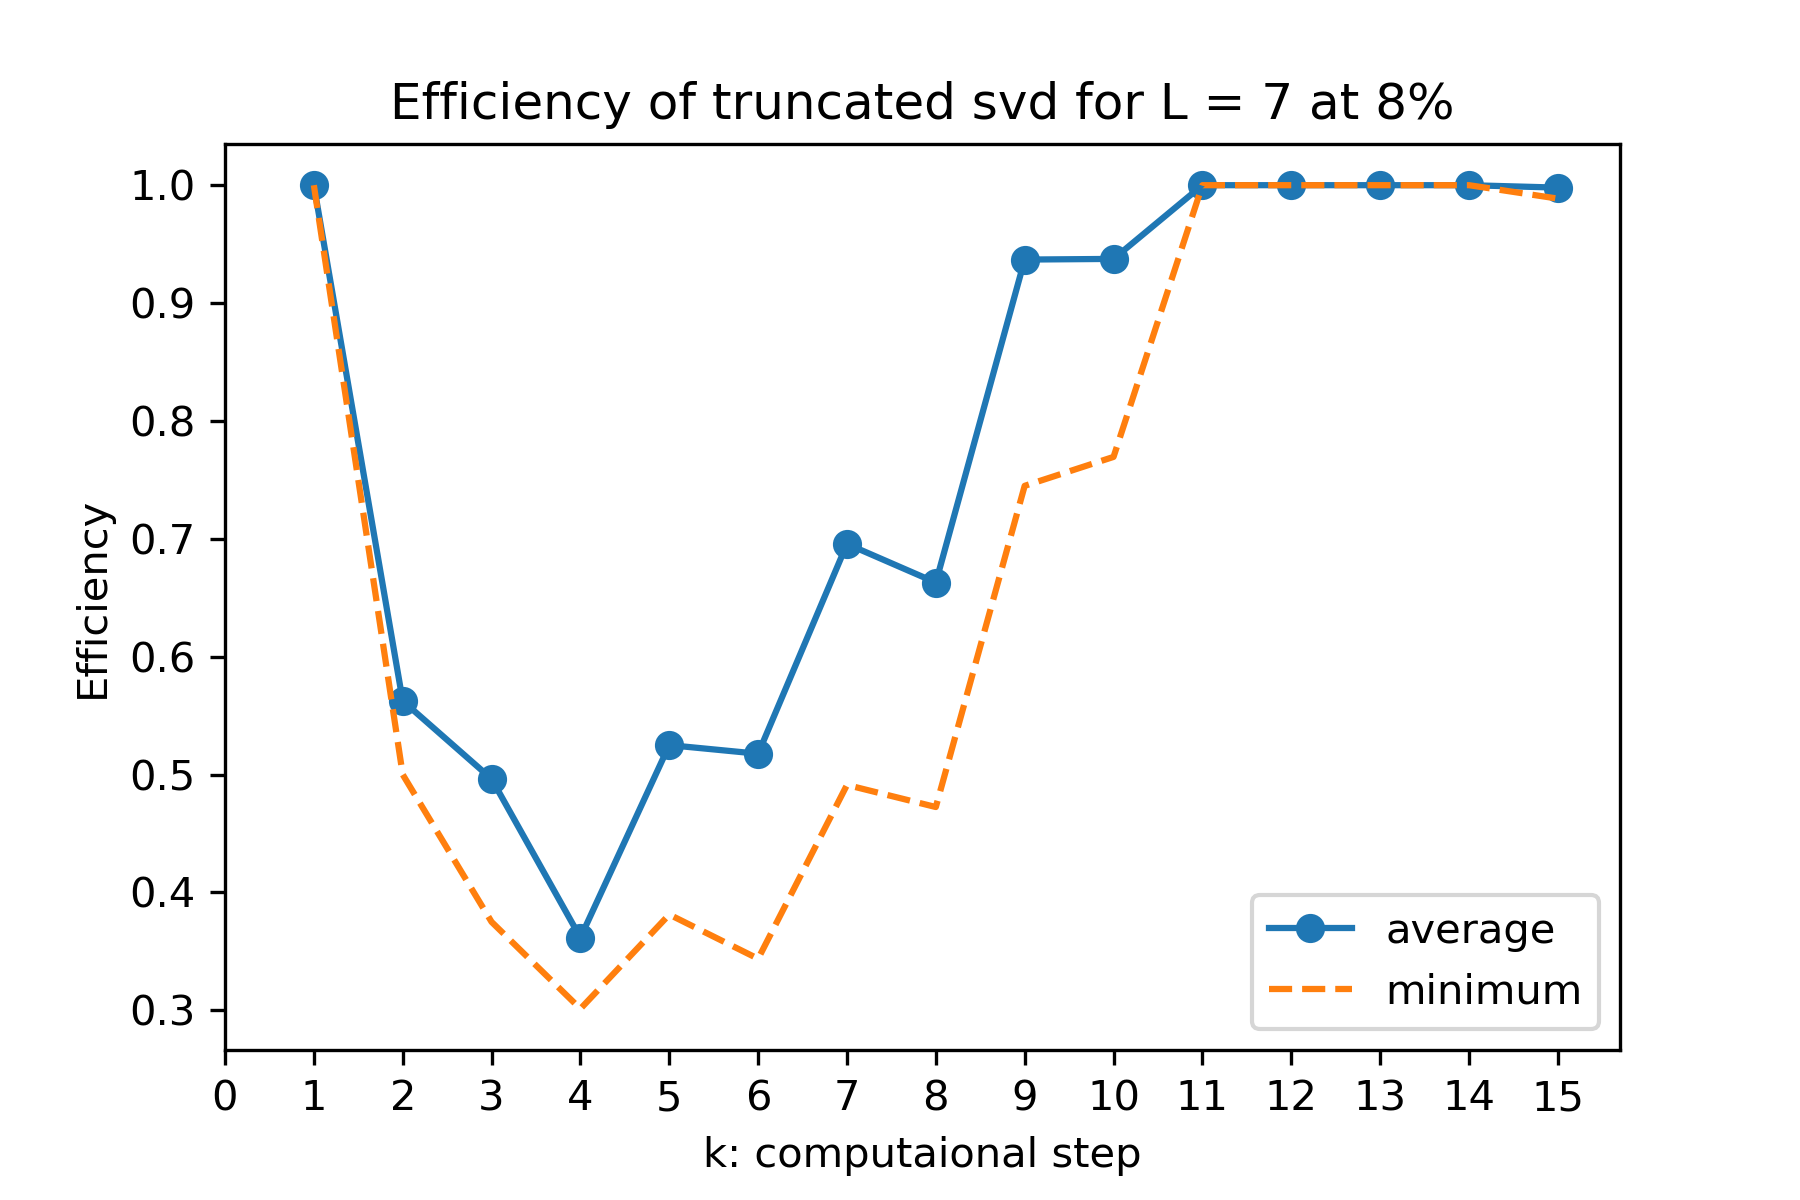 Efficiency of truncated svd for L = 7 at 8%
Efficiency
1.0
0.9
0.8
0.7
0.6
0.5
0.4
0.3
average
minimum
0 1 2 3 4 5 6 7 8 9 10 11 12 13 14 15
k: computaional step